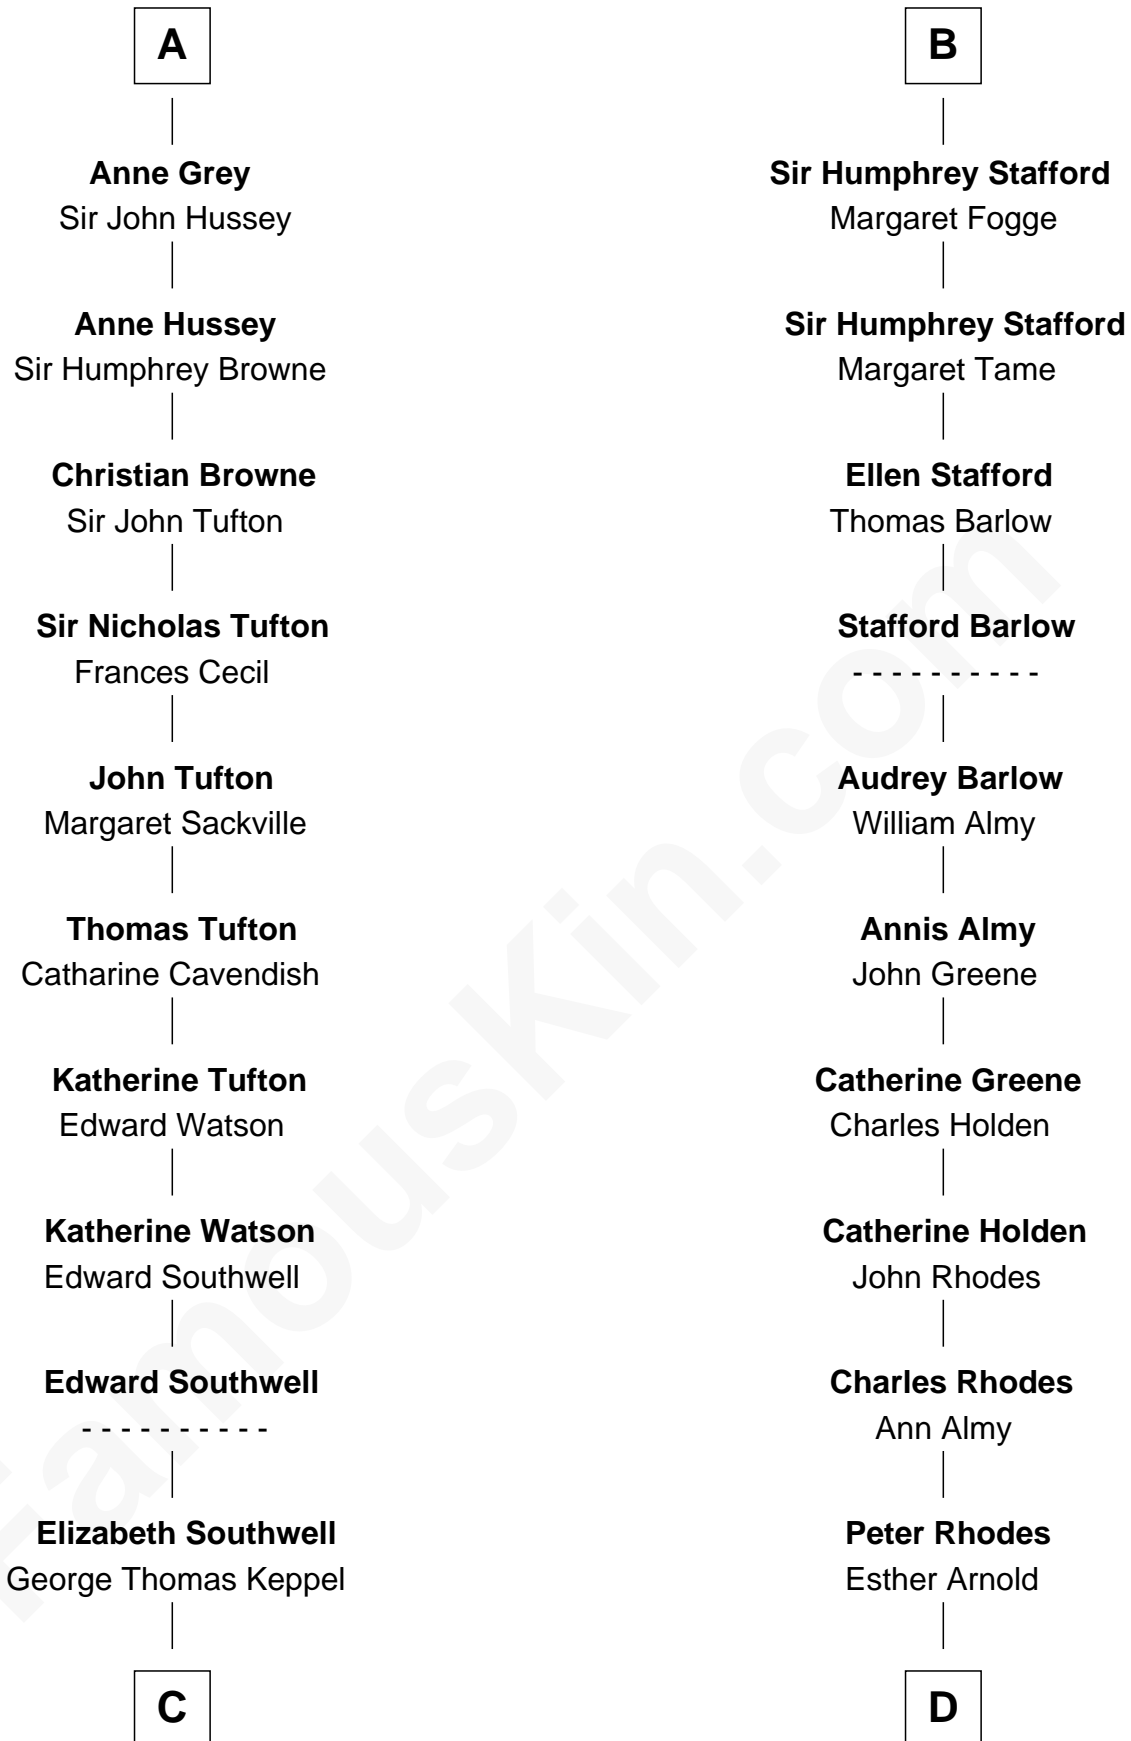 A
Anne Grey
Sir John Hussey
Anne Hussey
Sir Humphrey Browne
Christian Browne
Sir John Tufton
Sir Nicholas Tufton
Frances Cecil
John Tufton
Margaret Sackville
Thomas Tufton
Catharine Cavendish
Katherine Tufton
Edward Watson
Katherine Watson
Edward Southwell
Edward Southwell
- - - - - - - - - -
Elizabeth Southwell
George Thomas Keppel
C
B
Sir Humphrey Stafford
Margaret Fogge
Sir Humphrey Stafford
Margaret Tame
Ellen Stafford
Thomas Barlow
Stafford Barlow
- - - - - - - - - -
Audrey Barlow
William Almy
Annis Almy
John Greene
Catherine Greene
Charles Holden
Catherine Holden
John Rhodes
Charles Rhodes
Ann Almy
Peter Rhodes
Esther Arnold
D
FamousKin.com